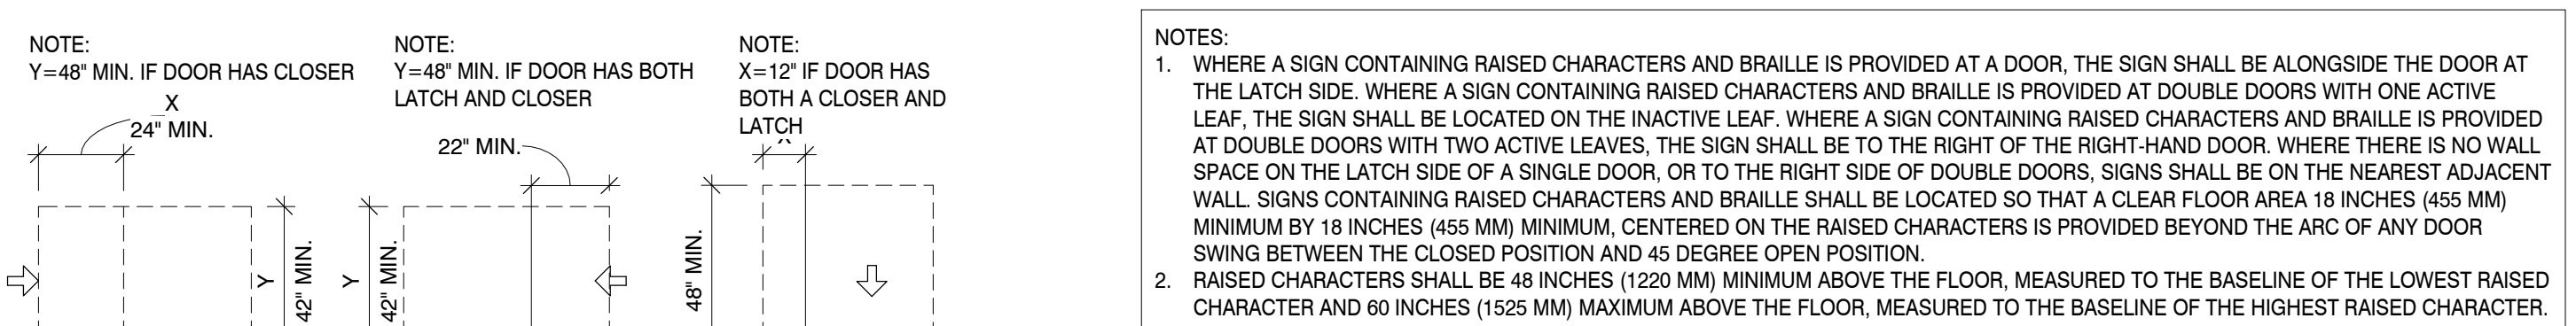 NOTE:
Y=48" MIN. IF DOOR HAS CLOSER
X
24" MIN.
Y
42" MIN.
NOTE:
Y=48" MIN. IF DOOR HAS BOTH
LATCH AND CLOSER
22" MIN.
Y
42" MIN.
NOTE:
X=12" IF DOOR HAS
BOTH A CLOSER AND
LATCH
48" MIN.
NOTES:
1. WHERE A SIGN CONTAINING RAISED CHARACTERS AND BRAILLE IS PROVIDED AT A DOOR, THE SIGN SHALL BE ALONGSIDE THE DOOR AT
THE LATCH SIDE. WHERE A SIGN CONTAINING RAISED CHARACTERS AND BRAILLE IS PROVIDED AT DOUBLE DOORS WITH ONE ACTIVE
LEAF, THE SIGN SHALL BE LOCATED ON THE INACTIVE LEAF. WHERE A SIGN CONTAINING RAISED CHARACTERS AND BRAILLE IS PROVIDED
AT DOUBLE DOORS WITH TWO ACTIVE LEAVES, THE SIGN SHALL BE TO THE RIGHT OF THE RIGHT-HAND DOOR. WHERE THERE IS NO WALL
SPACE ON THE LATCH SIDE OF A SINGLE DOOR, OR TO THE RIGHT SIDE OF DOUBLE DOORS, SIGNS SHALL BE ON THE NEAREST ADJACENT
WALL. SIGNS CONTAINING RAISED CHARACTERS AND BRAILLE SHALL BE LOCATED SO THAT A CLEAR FLOOR AREA 18 INCHES (455 MM)
MINIMUM BY 18 INCHES (455 MM) MINIMUM, CENTERED ON THE RAISED CHARACTERS IS PROVIDED BEYOND THE ARC OF ANY DOOR
SWING BETWEEN THE CLOSED POSITION AND 45 DEGREE OPEN POSITION.
2. RAISED CHARACTERS SHALL BE 48 INCHES (1220 MM) MINIMUM ABOVE THE FLOOR, MEASURED TO THE BASELINE OF THE LOWEST RAISED
CHARACTER AND 60 INCHES (1525 MM) MAXIMUM ABOVE THE FLOOR, MEASURED TO THE BASELINE OF THE HIGHEST RAISED CHARACTER.